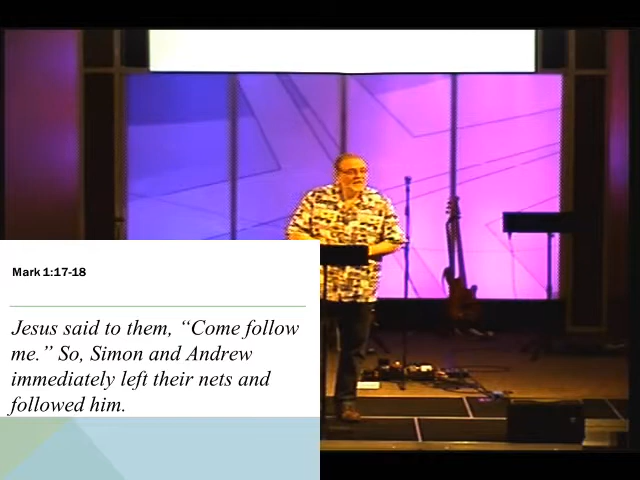 Mark 1:17-18
Jesus said to them, “Come follow
me.” So, Simon and Andrew
immediately left their nets and
followed him.